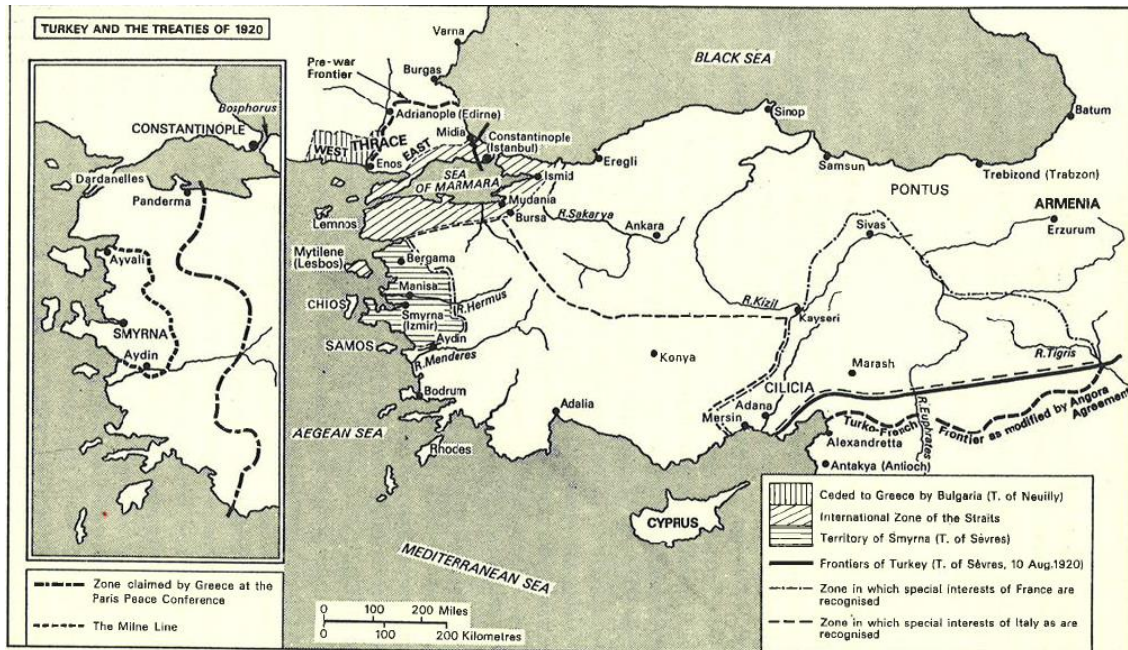 TURKEY AND THE TREATIES OF 1920
Bosphorus
CONSTANTINOPLE
Dardanelles
Panderma
Ayvali
SMYRNA
Aydin
Zone claimed by Greece at the
Paris Peace Conference
The Milne Line
Varna
BLACK SEA
Pre-war
Frontier
Burgas
Adrianople (Edirne)
Sinop
Batum
Midia
Constantinople
(Istanbul)
WEST THRACE
EAST
Enos
Eregli
Samsun
Trebizond (Trabzon)
SEA
OF MARMARA
Ismid
PONTUS
Mudania
Bursa
R.Sakarya
Ankara
Sivas
ARMENIA
Erzurum
Lemnos
Mytilene
(Lesbos)
Bergama
Manisa
R.Hermus
R.Kizil
Kayseri
CHIOS
Smyrna
(Izmir)
SAMOS
Aydin
R.Menderes
Konya
Marash
R.Tigris
CILICIA
Bodrum
Adalia
Adana
Mersin
R.Euphrates
Turko-French Frontier as modified by Angora
Agreement
AEGEAN SEA
Rhodes
Alexandretta
Antakya (Antioch)
CYPRUS
MEDITERRANEAN SEA
0 100 200 Miles
0 100 200 Kilometres
Ceded to Greece by Bulgaria (T. of Neuilly)
International Zone of the Straits
Territory of Smyrna (T. of Sèvres)
Frontiers of Turkey (T. of Sèvres, 10 Aug.1920)
Zone in which special interests of France are
recognised
Zone in which special interests of Italy as are
recognised